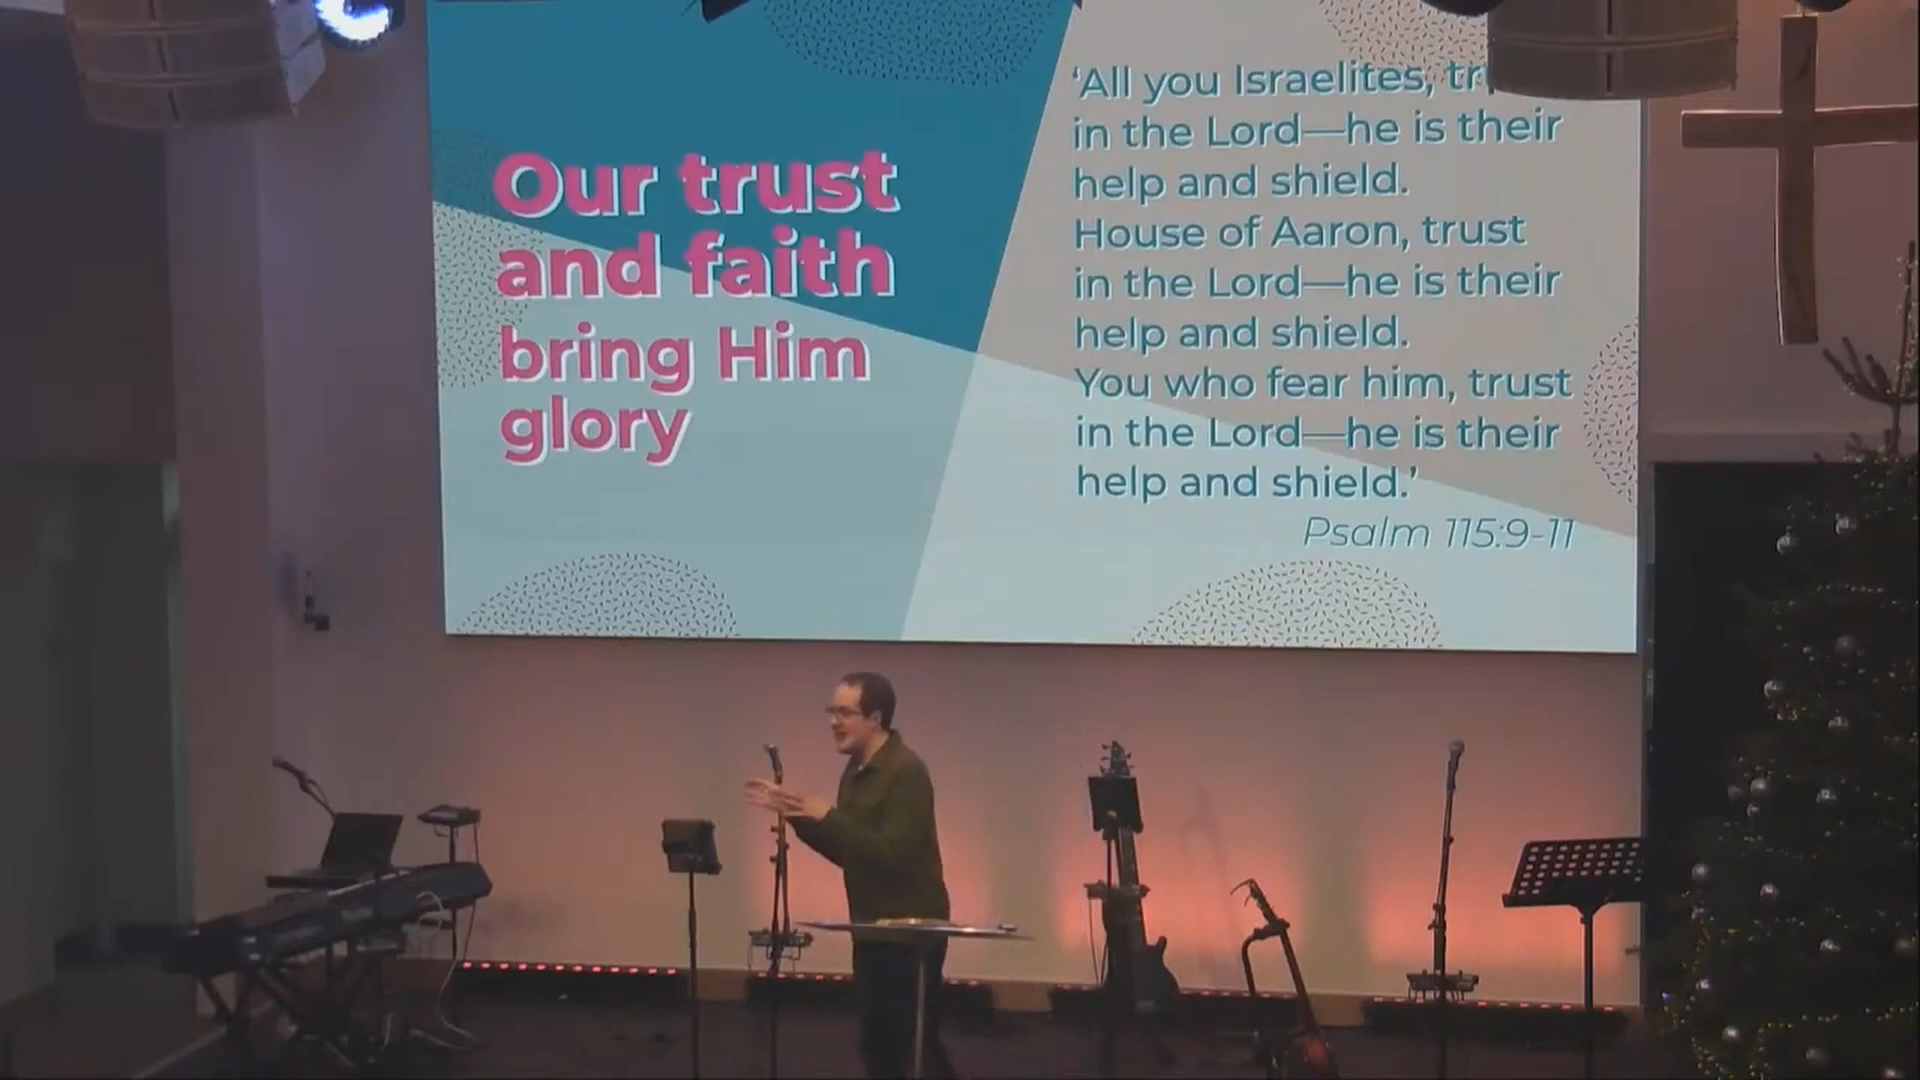 Our trust
and faith
bring Him
glory
‘All you Israelites,
in the Lord—he is their
help and shield.
House of Aaron, trust
in the Lord—he is their
help and shield.
You who fear him, trust
in the Lord—he is their
help and shield.’
Psalm 115:9-11